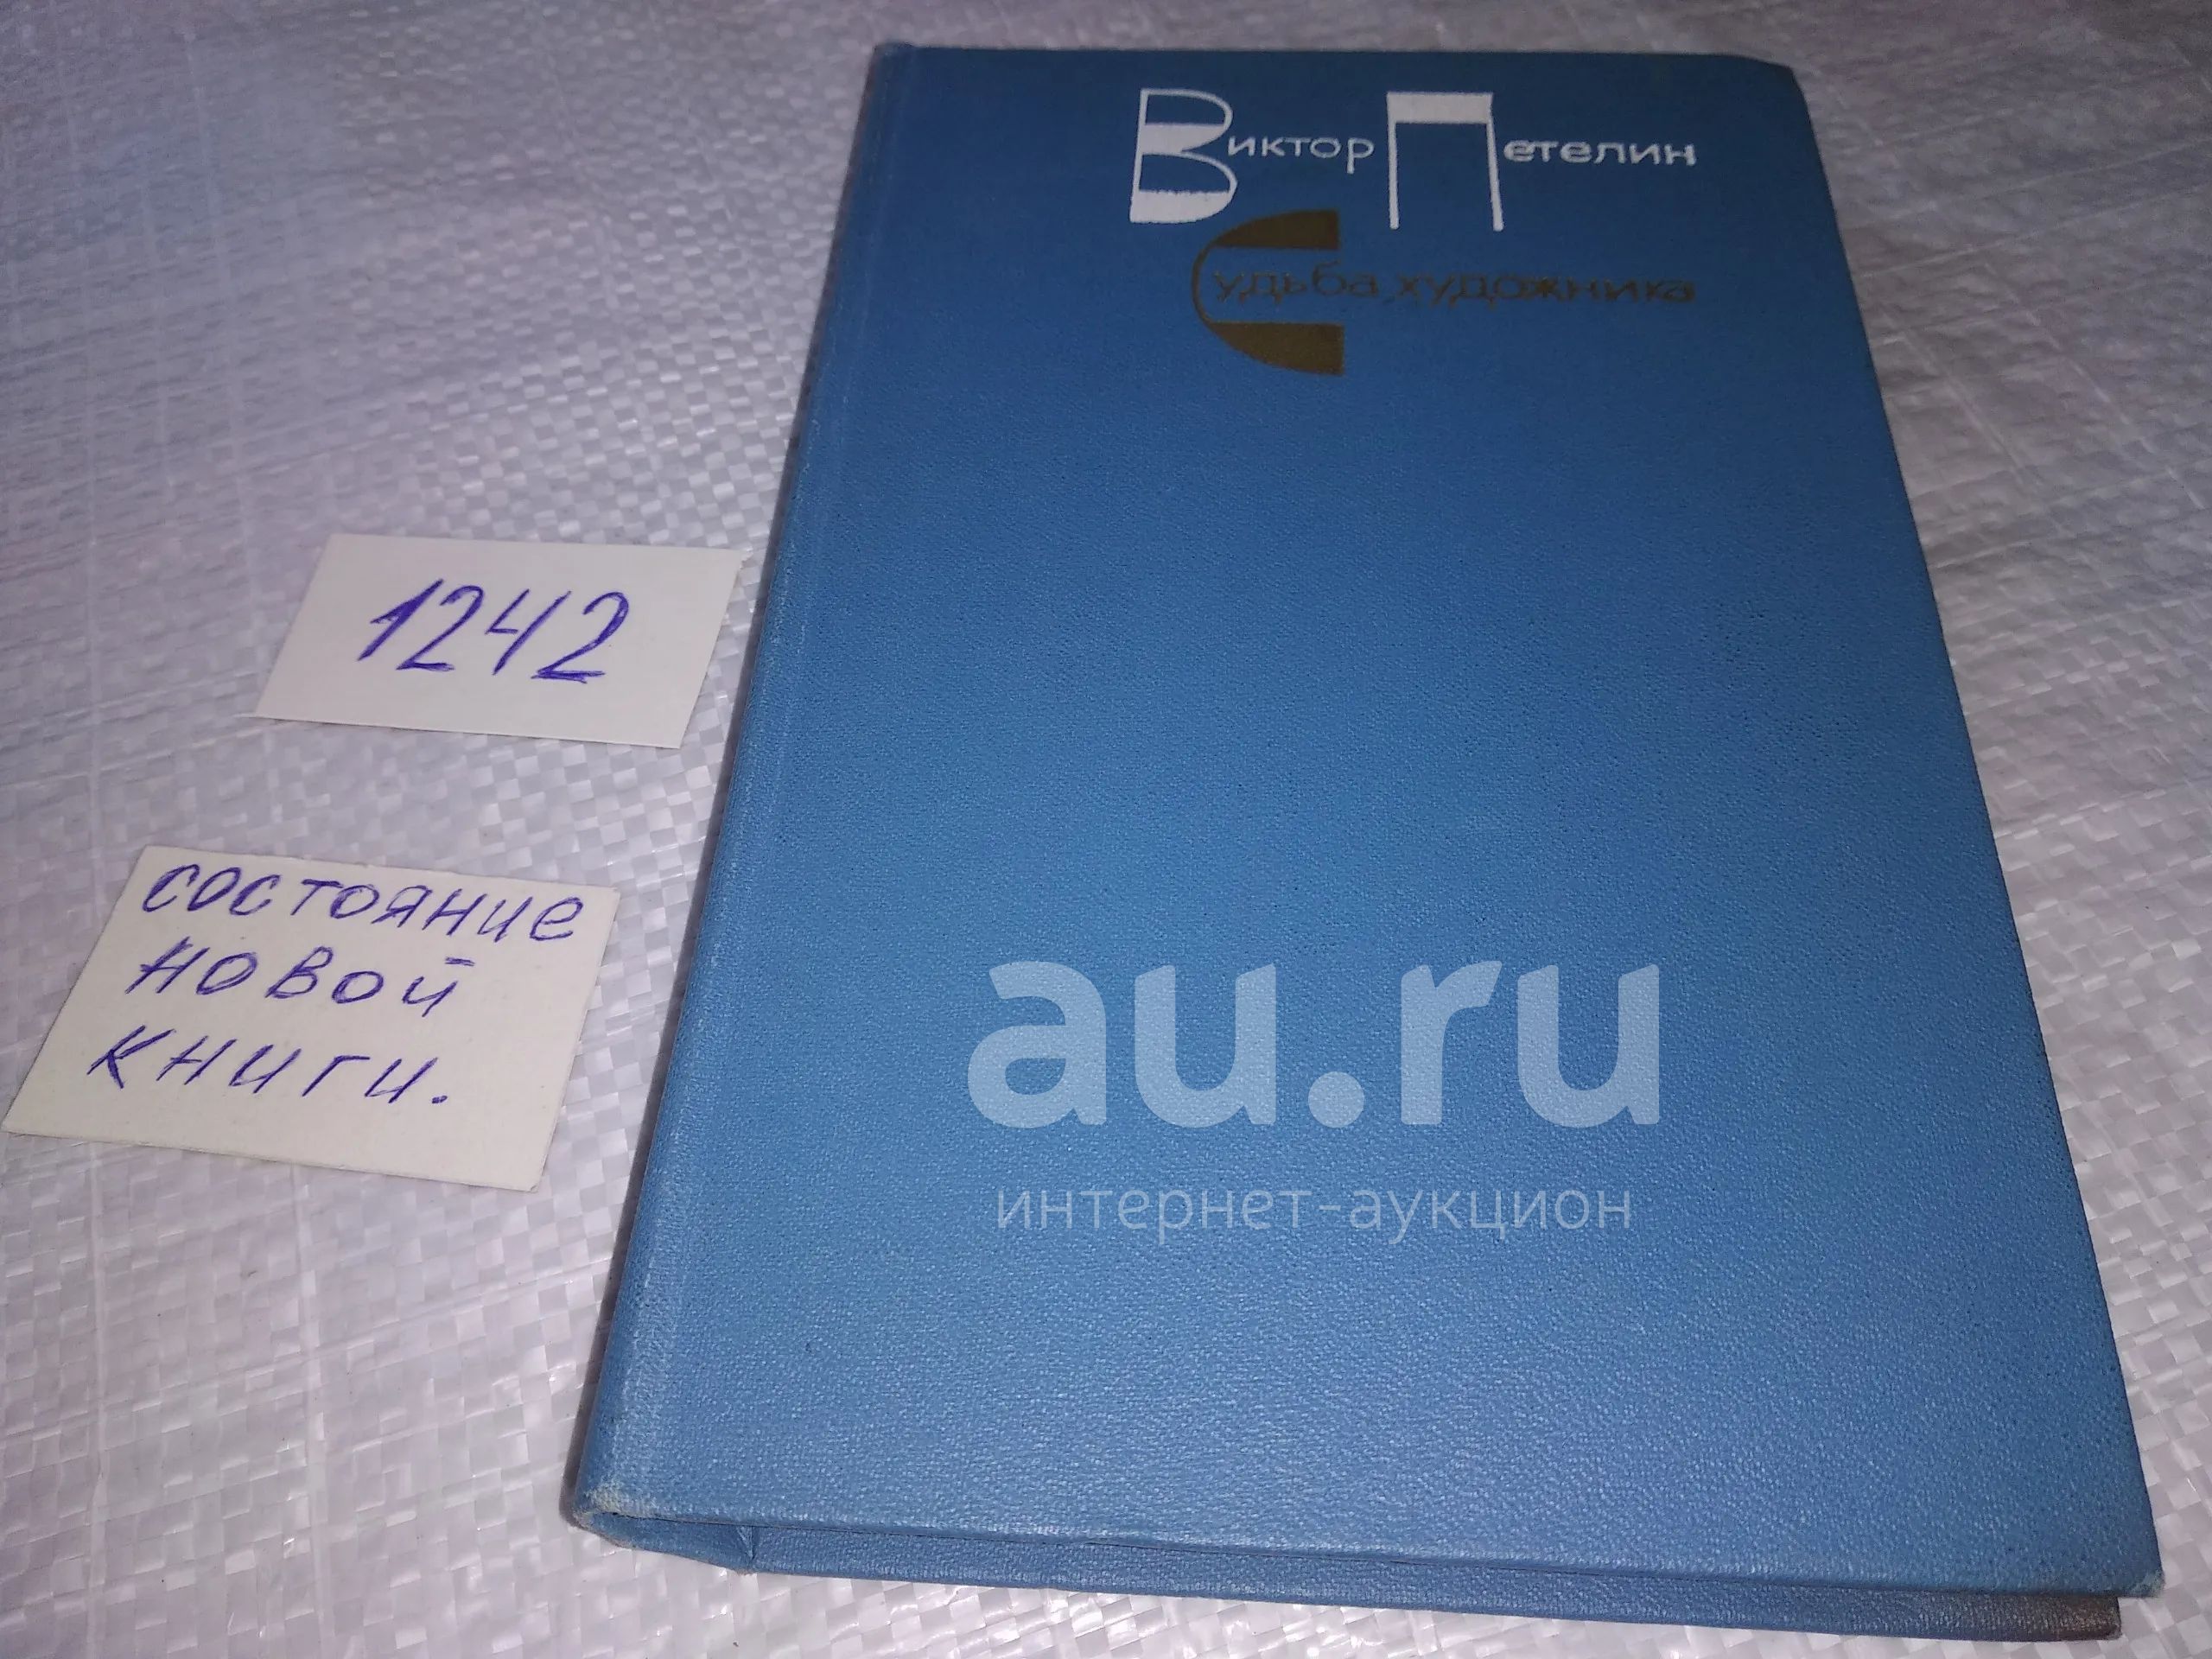 Виктор Петелин
Судьба художника
1242
состояние
новой
книги.
au.ru
интернет-аукцион